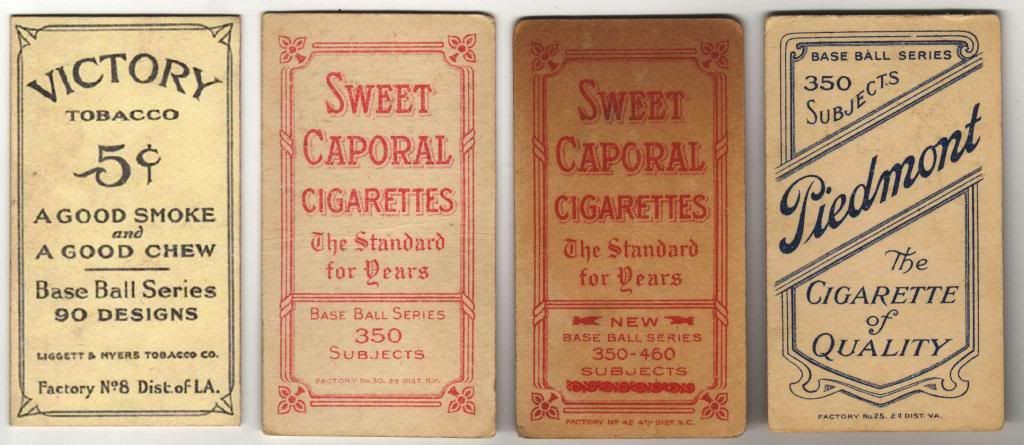 VICTORY
TOBACCO
5¢
A GOOD SMOKE
and
A GOOD CHEW
Base Ball Series
90 DESIGNS
LIGGETT & MYERS TOBACCO CO.
Factory Nº8 Dist. of LA.
SWEET
CAPORAL
CIGARETTES
The Standard
for Years
BASE BALL SERIES
350
SUBJECTS
FACTORY No. 30, 2d DIST. N.Y.
SWEET
CAPORAL
CIGARETTES
The Standard
for Years
NEW
BASE BALL SERIES
350-460
SUBJECTS
FACTORY Nº 42 4th DIST. N.C.
BASE BALL SERIES
350
SUBJECTS
Piedmont
The
CIGARETTE
of
QUALITY
FACTORY No. 25. 2d DIST. VA.